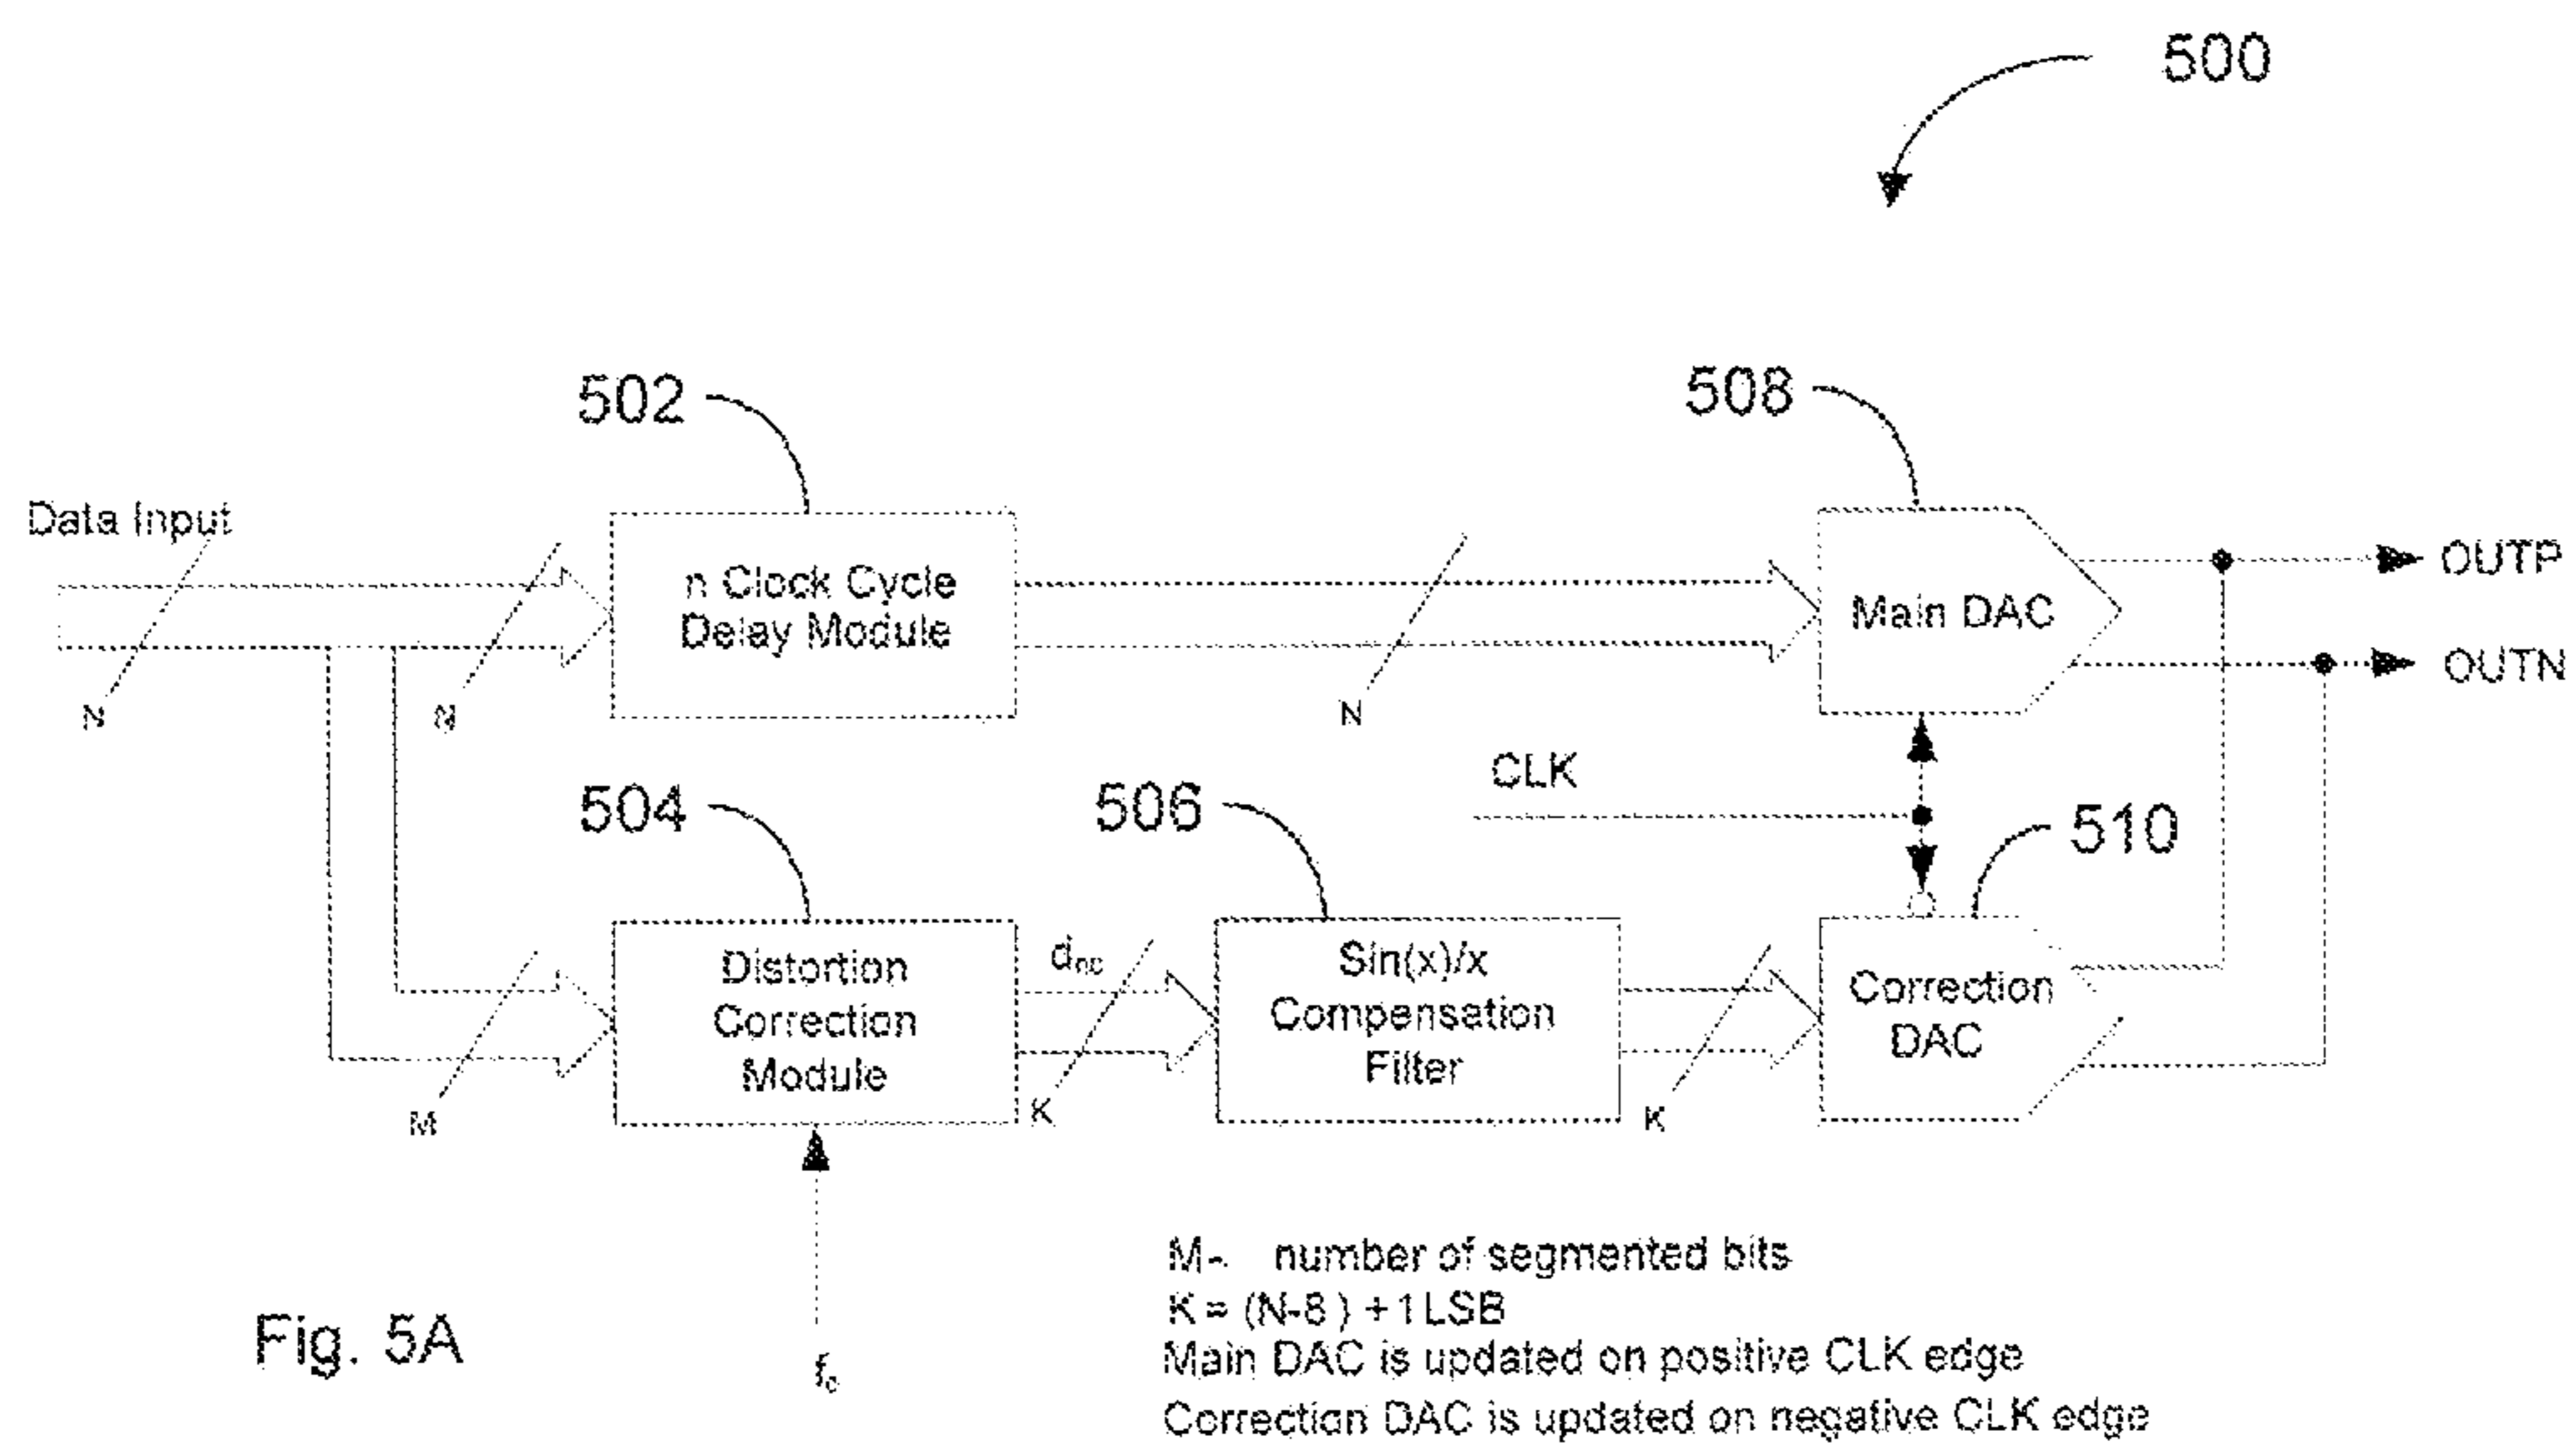 500
502
508
Data Input
n Clock Cycle
Delay Module
Main DAC
OUTP
OUTN
N
N
N
CLK
504
506
510
Distortion
Correction
Module
dnc
Sin(x)/x
Compensation
Filter
Correction
DAC
M
K
K
fc
M- number of segmented bits
K = (N-8) + 1 LSB
Main DAC is updated on positive CLK edge
Correction DAC is updated on negative CLK edge
Fig. 5A